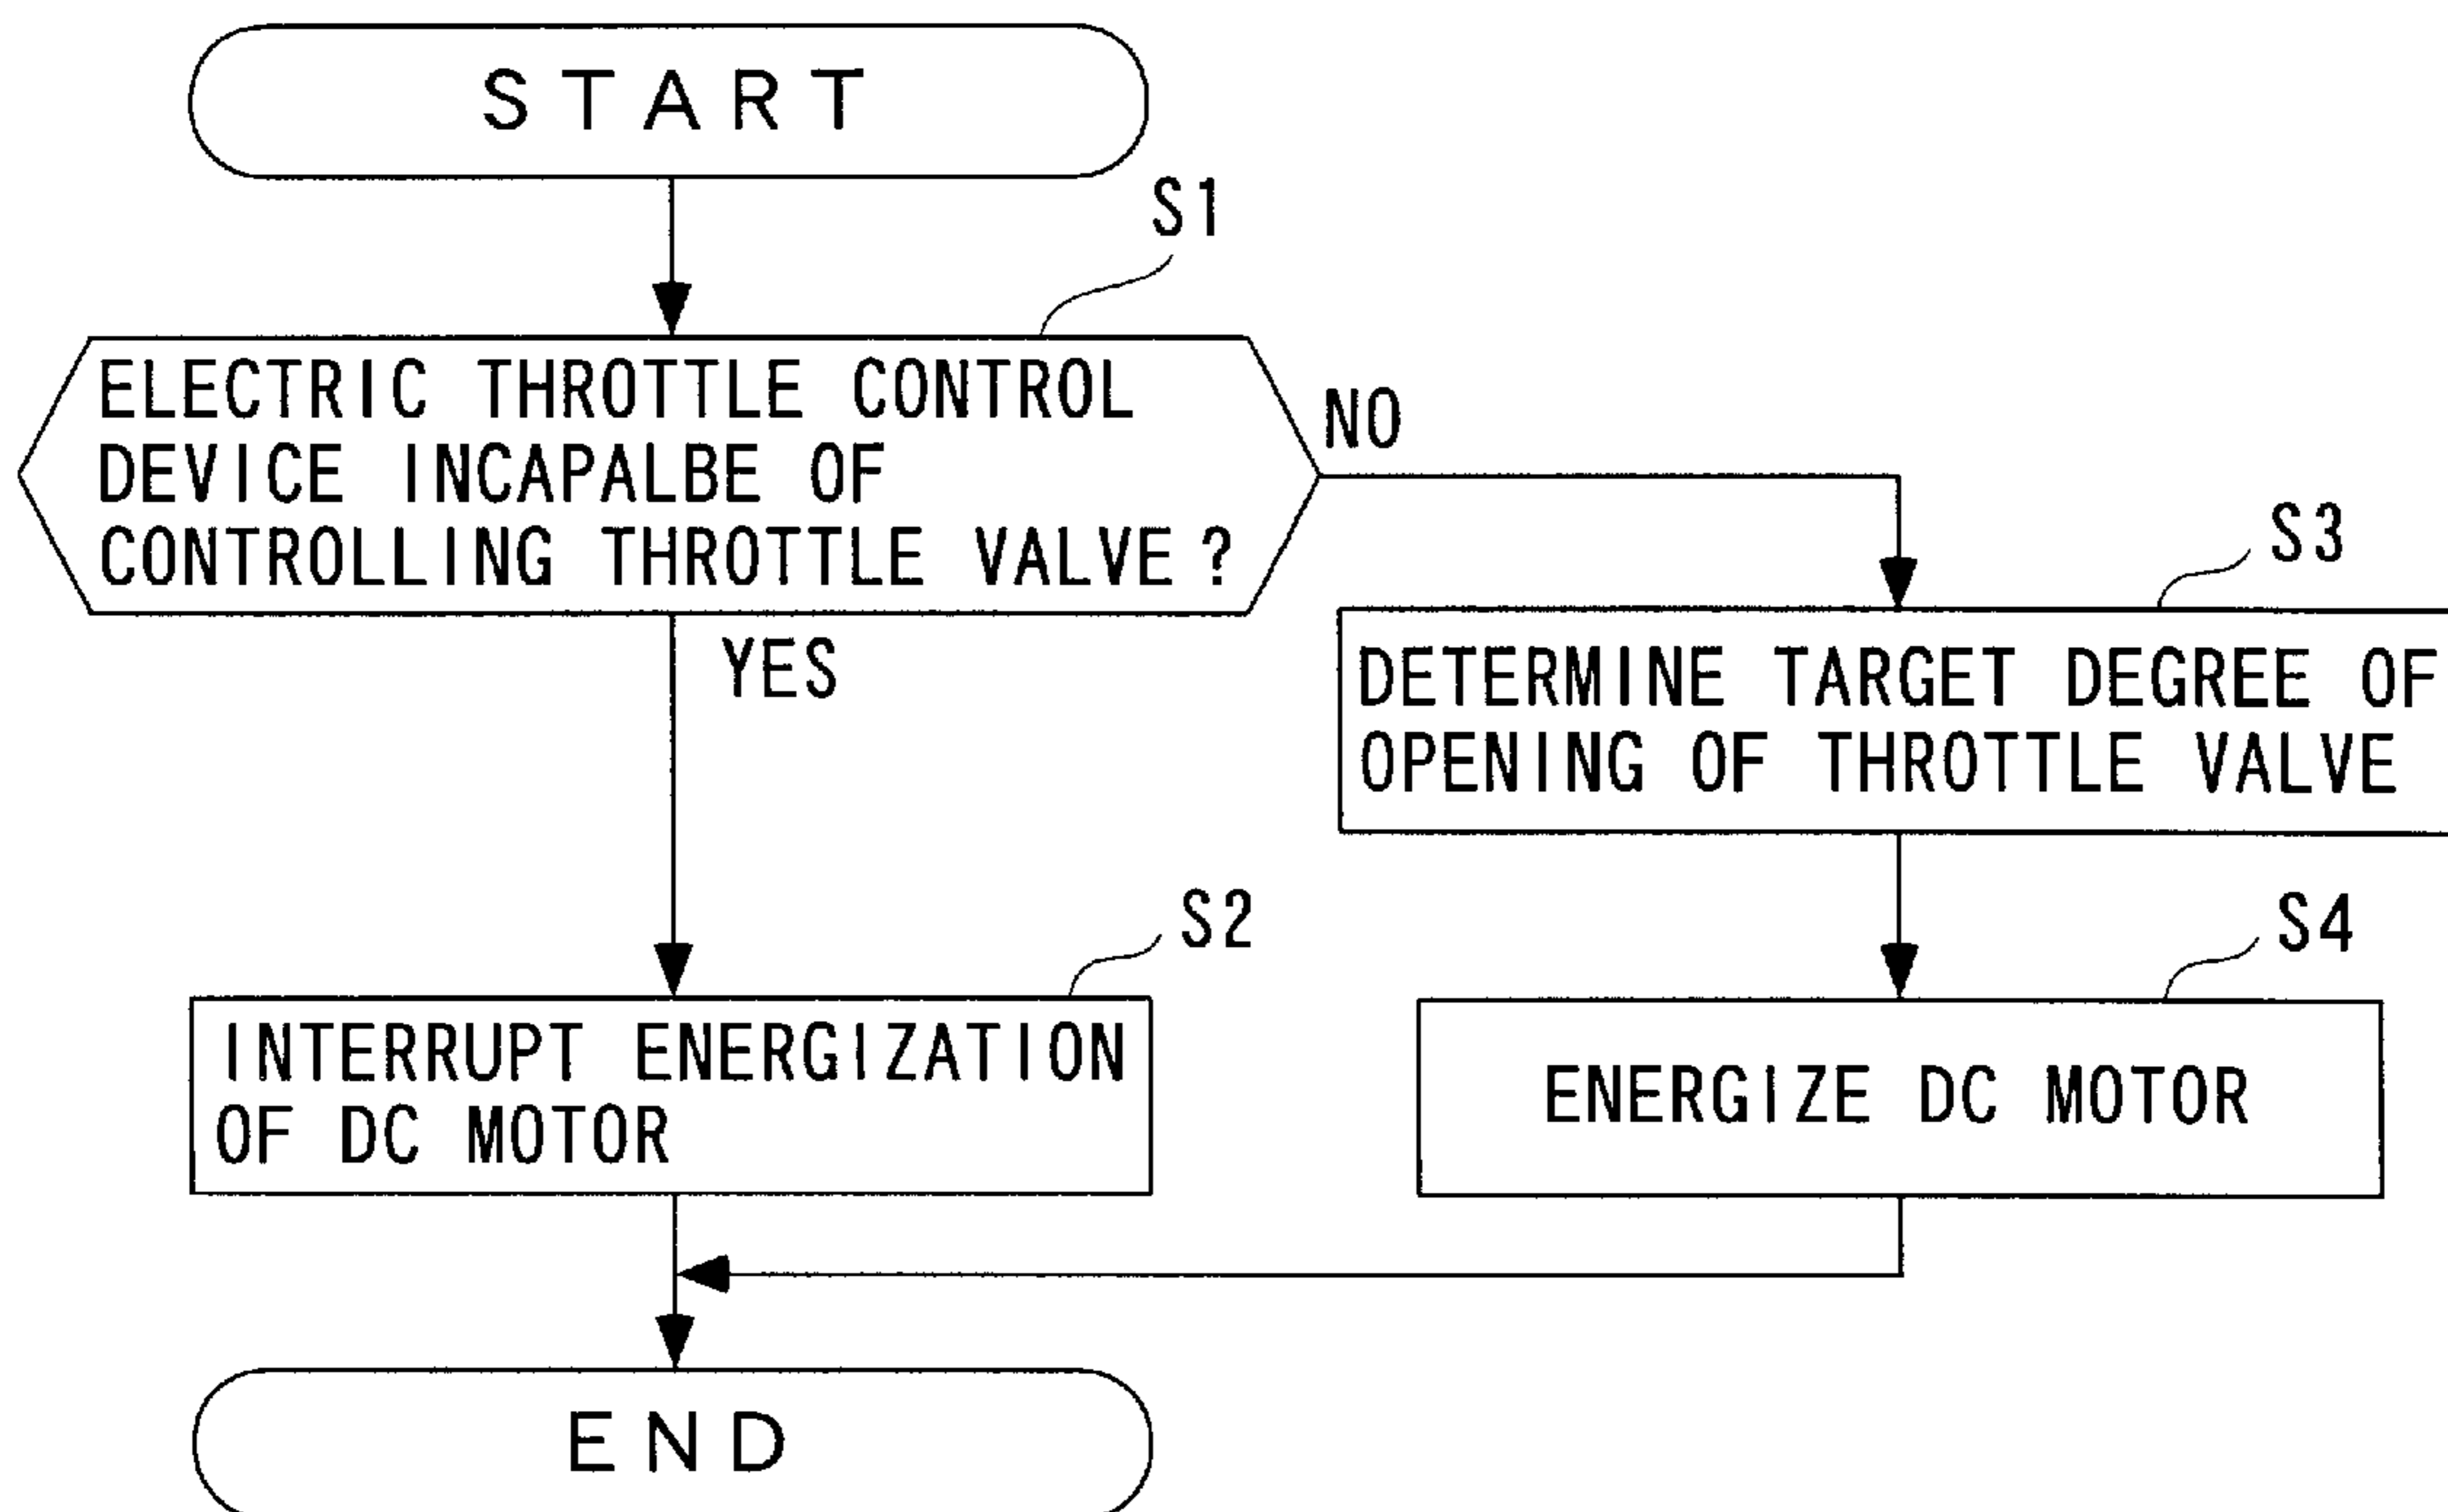 START
S1
ELECTRIC THROTTLE CONTROL
DEVICE INCAPALBE OF
CONTROLLING THROTTLE VALVE?
NO
YES
S3
DETERMINE TARGET DEGREE OF
OPENING OF THROTTLE VALVE
S2
INTERRUPT ENERGIZATION
OF DC MOTOR
S4
ENERGIZE DC MOTOR
END